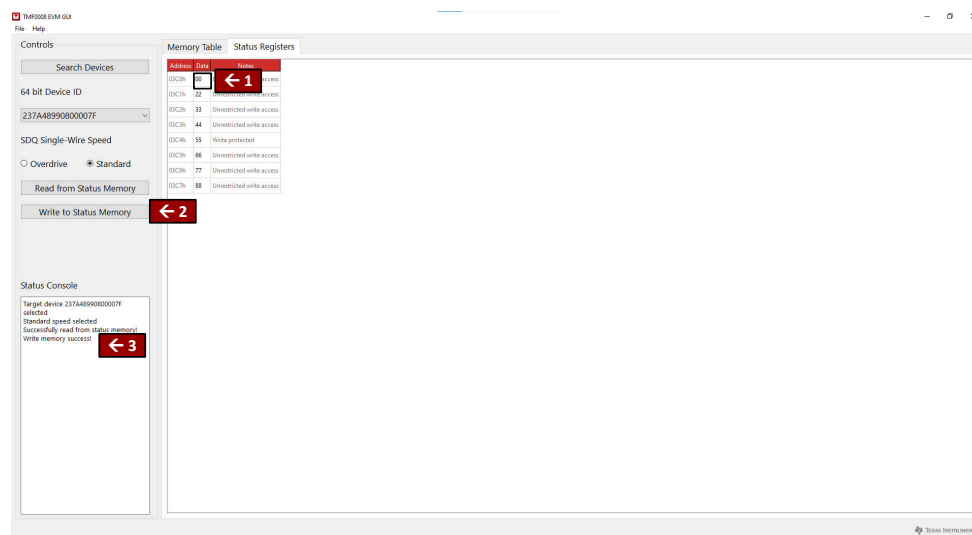 TMF0008 EVM GUI
File Help
Controls
Search Devices
64 bit Device ID
237A48990800007F
SDQ Single-Wire Speed
Overdrive Standard
Read from Status Memory
Write to Status Memory
← 2
Status Console
Target device 237A48990800007F
selected
Standard speed selected
Successfully read from status memory!
Write memory success!
← 3
Memory Table Status Registers
Address Data Notes
03C0h 00 ← 1 access
03C1h 22 Unrestricted write access
03C2h 33 Unrestricted write access
03C3h 44 Unrestricted write access
03C4h 55 Write protected
03C5h 66 Unrestricted write access
03C6h 77 Unrestricted write access
03C7h 88 Unrestricted write access